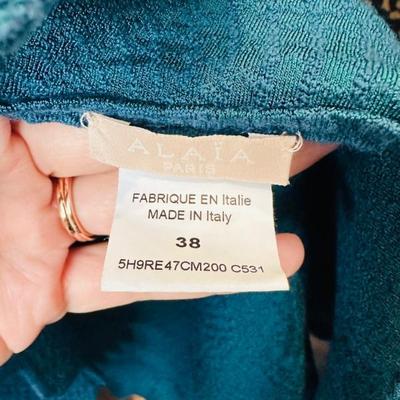 ALAÏA
PARIS
FABRIQUE EN Italie
MADE IN Italy
38
5H9RE47CM200 C531